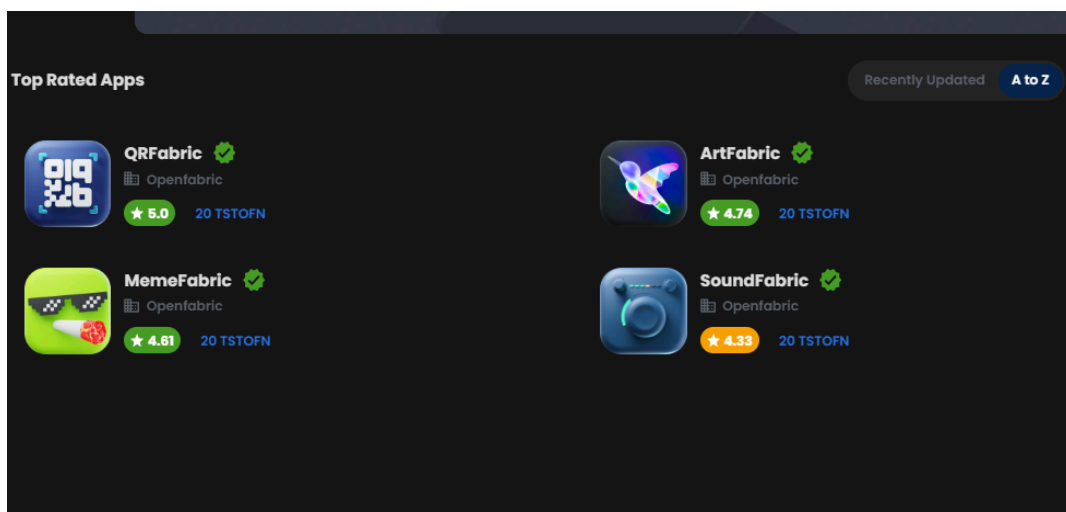 Top Rated Apps
Recently Updated A to Z
QRFabric
Openfabric
5.0 20 TSTOFN
ArtFabric
Openfabric
4.74 20 TSTOFN
MemeFabric
Openfabric
4.61 20 TSTOFN
SoundFabric
Openfabric
4.33 20 TSTOFN